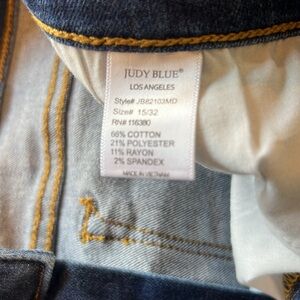 JUDY BLUE®
LOS ANGELES
Style# JB82103MD
Size# 15/32
RN# 116380
66% COTTON
21% POLYESTER
11% RAYON
2% SPANDEX
MADE IN VIETNAM